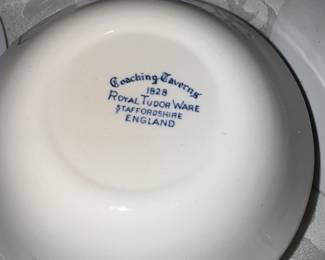 Coaching Taverns
1828
ROYAL TUDOR WARE
STAFFORDSHIRE
ENGLAND